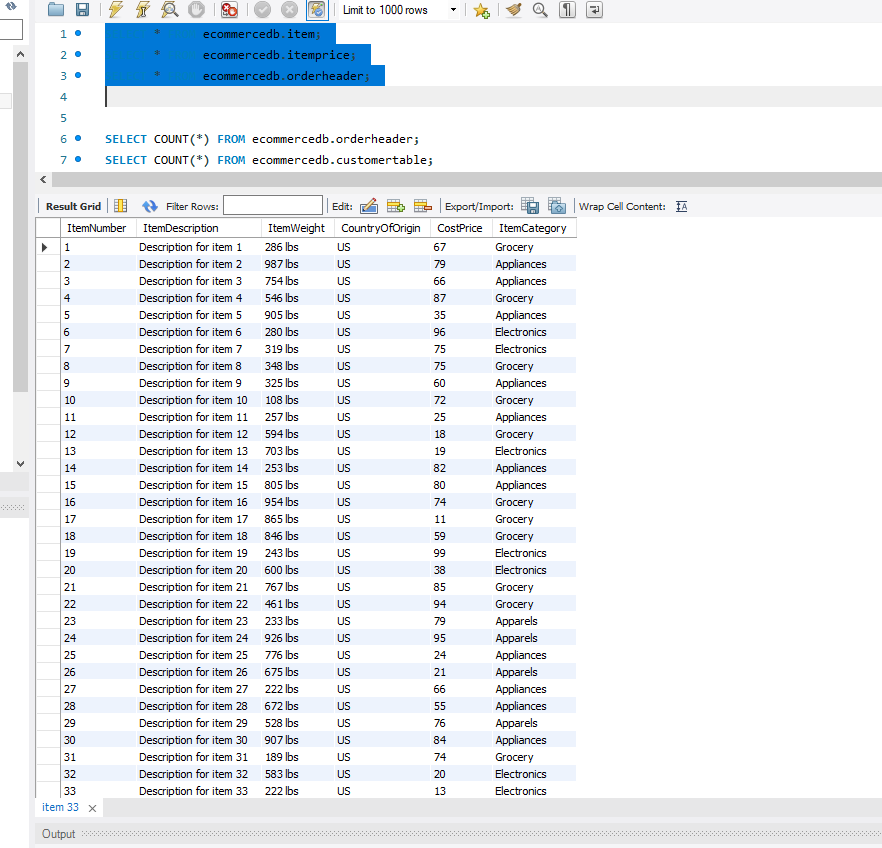 Limit to 1000 rows
1 * ecommercedb.item;
2 * ecommercedb.itemprice;
3 * ecommercedb.orderheader;
4
5
6 SELECT COUNT(*) FROM ecommercedb.orderheader;
7 SELECT COUNT(*) FROM ecommercedb.customertable;
Result Grid Filter Rows: Edit: Export/Import: Wrap Cell Content:
ItemNumber ItemDescription ItemWeight CountryOfOrigin CostPrice ItemCategory
1 Description for item 1 286 lbs US 67 Grocery
2 Description for item 2 987 lbs US 79 Appliances
3 Description for item 3 754 lbs US 66 Appliances
4 Description for item 4 546 lbs US 87 Grocery
5 Description for item 5 905 lbs US 35 Appliances
6 Description for item 6 280 lbs US 96 Electronics
7 Description for item 7 319 lbs US 75 Electronics
8 Description for item 8 348 lbs US 75 Grocery
9 Description for item 9 325 lbs US 60 Appliances
10 Description for item 10 108 lbs US 72 Grocery
11 Description for item 11 257 lbs US 25 Appliances
12 Description for item 12 594 lbs US 18 Grocery
13 Description for item 13 703 lbs US 19 Electronics
14 Description for item 14 253 lbs US 82 Appliances
15 Description for item 15 805 lbs US 80 Appliances
16 Description for item 16 954 lbs US 74 Grocery
17 Description for item 17 865 lbs US 11 Grocery
18 Description for item 18 846 lbs US 59 Grocery
19 Description for item 19 243 lbs US 99 Electronics
20 Description for item 20 600 lbs US 38 Electronics
21 Description for item 21 767 lbs US 85 Grocery
22 Description for item 22 461 lbs US 94 Grocery
23 Description for item 23 233 lbs US 79 Apparels
24 Description for item 24 926 lbs US 95 Apparels
25 Description for item 25 776 lbs US 24 Appliances
26 Description for item 26 675 lbs US 21 Apparels
27 Description for item 27 222 lbs US 66 Appliances
28 Description for item 28 672 lbs US 55 Appliances
29 Description for item 29 528 lbs US 76 Apparels
30 Description for item 30 907 lbs US 84 Appliances
31 Description for item 31 189 lbs US 74 Grocery
32 Description for item 32 583 lbs US 20 Electronics
33 Description for item 33 222 lbs US 13 Electronics
item 33
Output